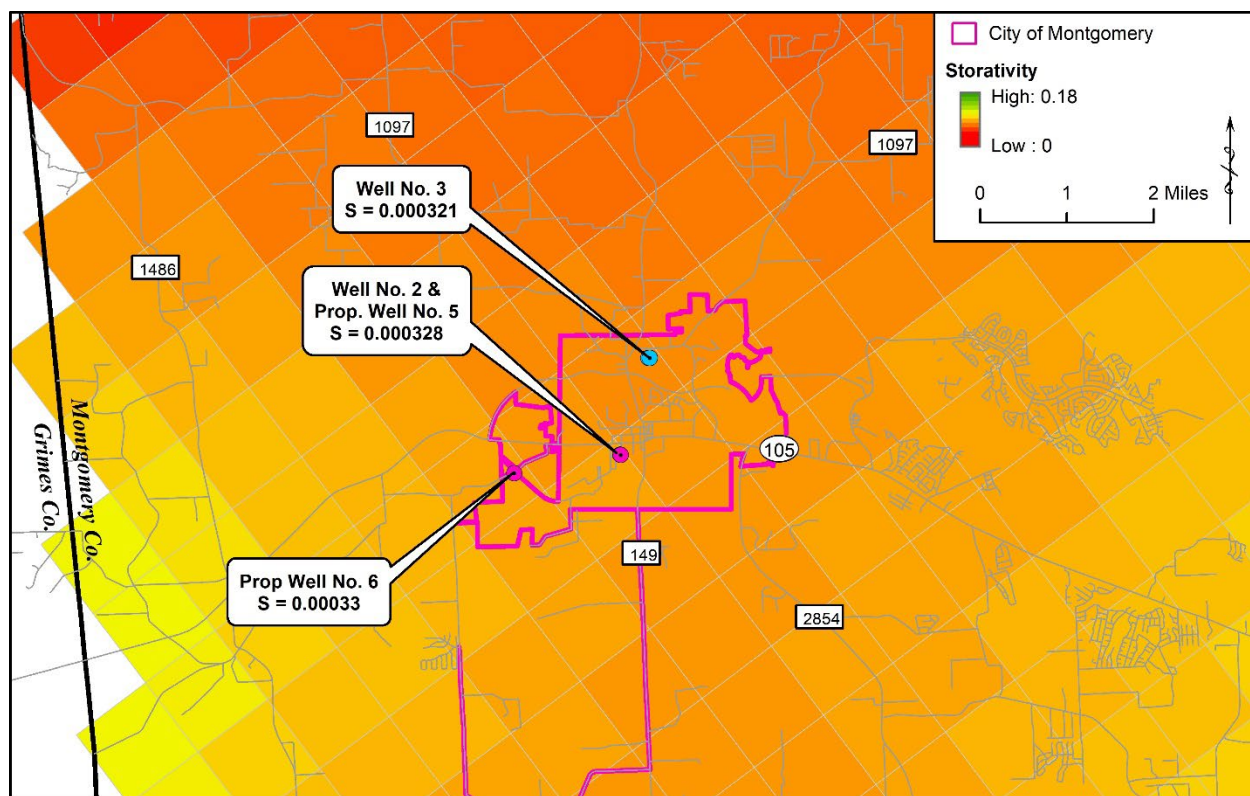 City of Montgomery
Storativity
High: 0.18
Low : 0
0 1 2 Miles
1097
1097
Well No. 3
S = 0.000321
1486
Well No. 2 &
Prop. Well No. 5
S = 0.000328
Montgomery Co.
Grimes Co.
105
149
Prop Well No. 6
S = 0.00033
2854